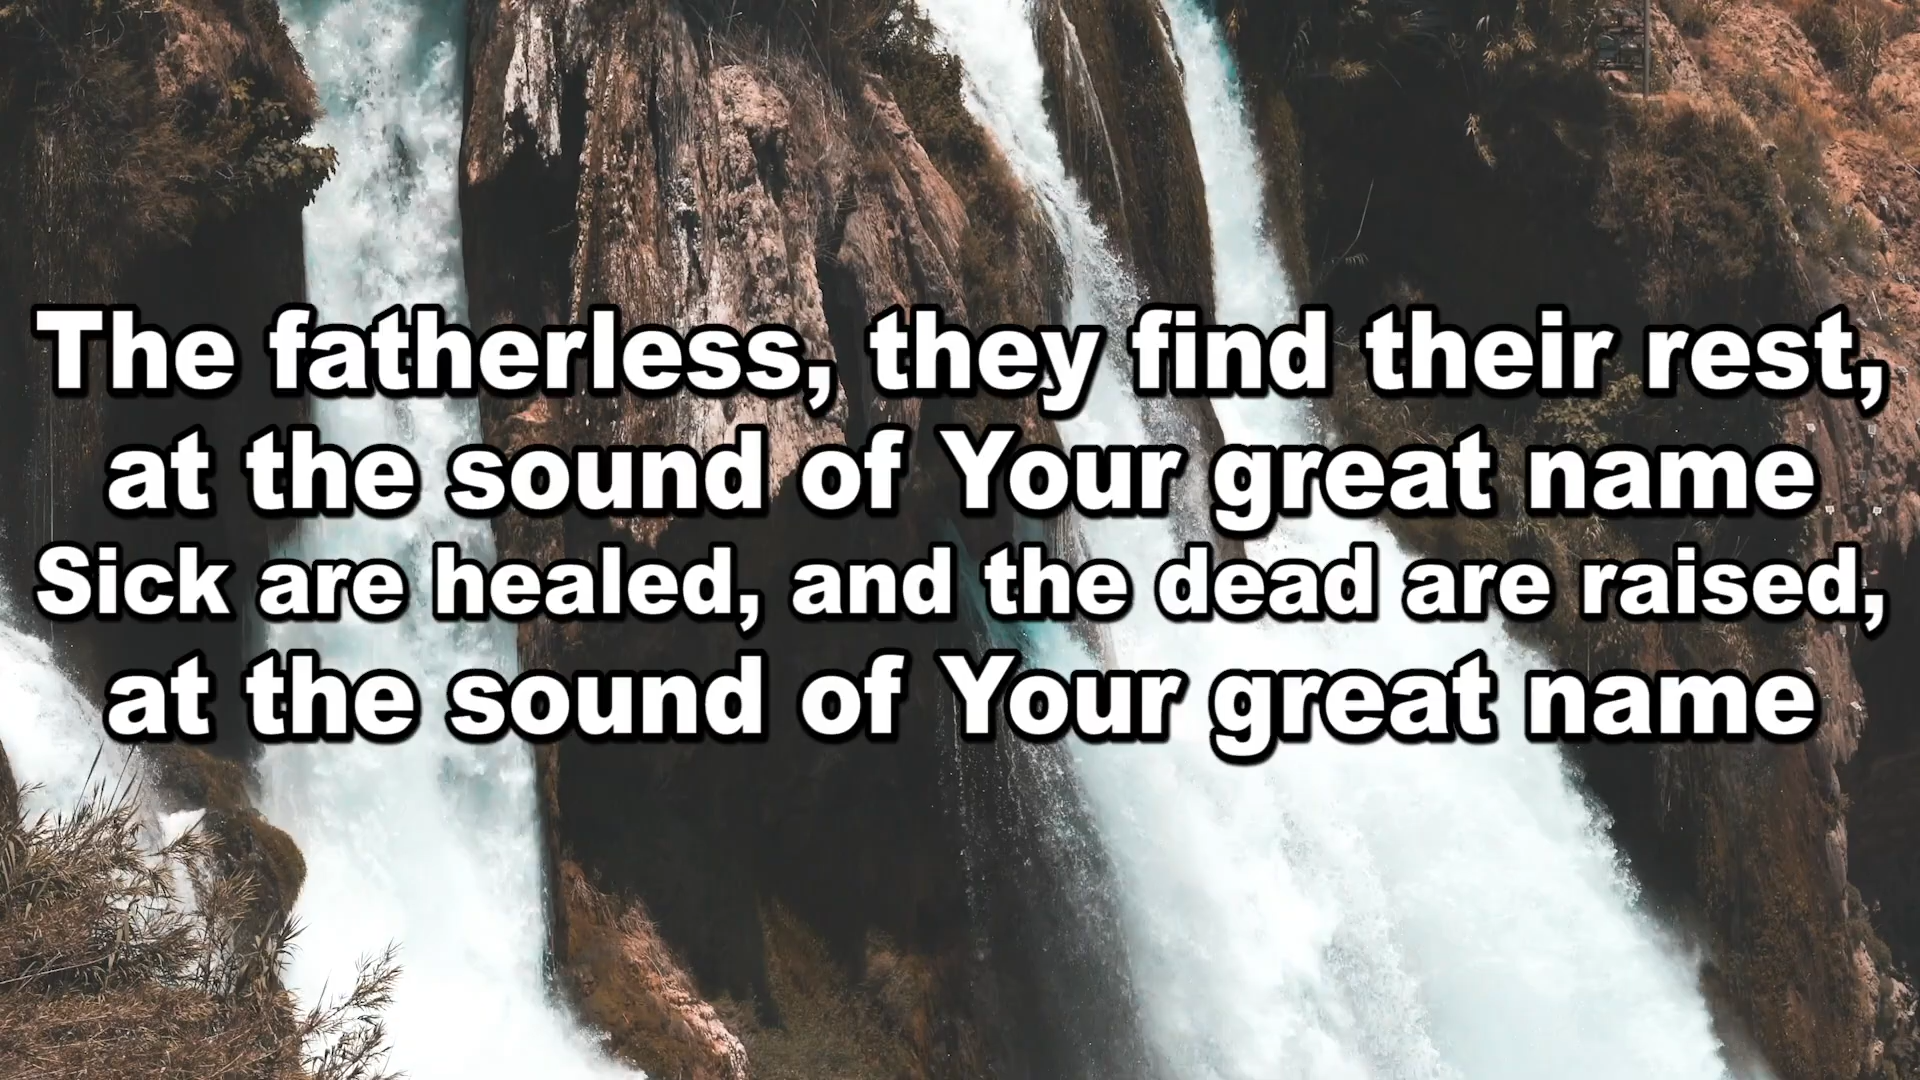 The fatherless, they find their rest,
at the sound of Your great name
Sick are healed, and the dead are raised,
at the sound of Your great name